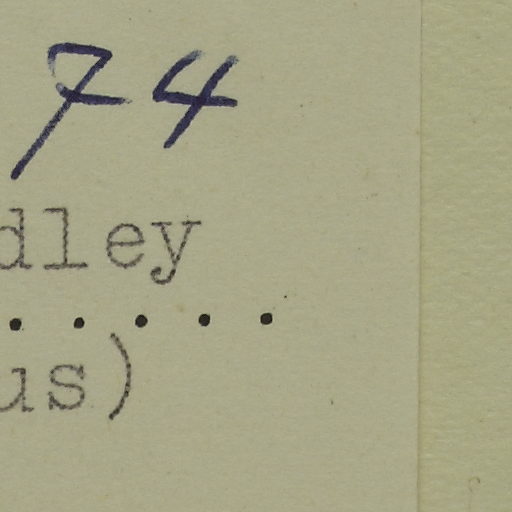 74
dley
.....
us)